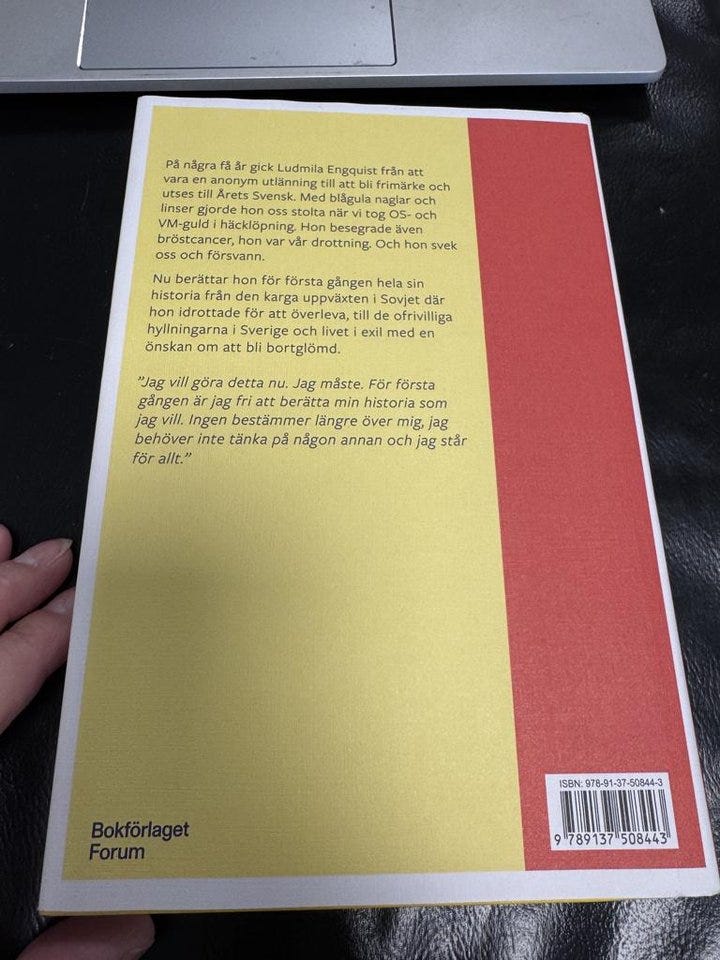 På några få år gick Ludmila Engquist från att
vara en anonym utlänning till att bli frimärke och
utses till Årets Svensk. Med blågula naglar och
linser gjorde hon oss stolta när vi tog OS- och
VM-guld i häcklöpning. Hon besegrade även
bröstcancer, hon var vår drottning. Och hon svek
oss och försvann.
Nu berättar hon för första gången hela sin
historia från den karga uppväxten i Sovjet där
hon idrottade för att överleva, till de ofrivilliga
hyllningarna i Sverige och livet i exil med en
önskan om att bli bortglömd.
”Jag vill göra detta nu. Jag måste. För första
gången är jag fri att berätta min historia som
jag vill. Ingen bestämmer längre över mig, jag
behöver inte tänka på någon annan och jag står
för allt.”
ISBN: 978-91-37-50844-3
9 789137 508443
Bokförlaget
Forum